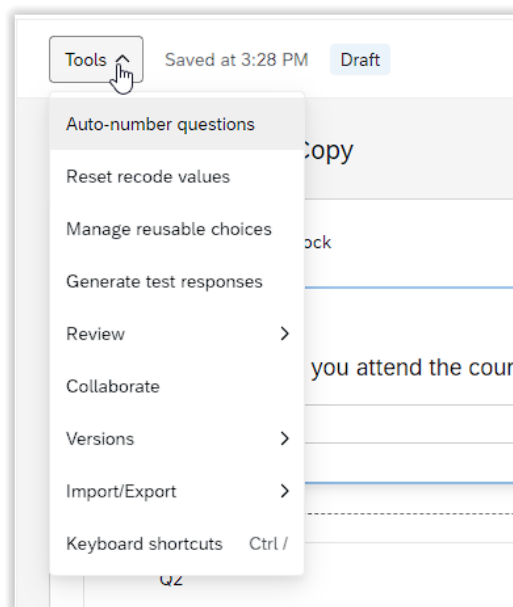 Tools Saved at 3:28 PM Draft
Auto-number questions
Copy
Reset recode values
Manage reusable choices
ock
Generate test responses
Review
you attend the cour
Collaborate
Versions
Import/Export
Keyboard shortcuts Ctrl /
Q2